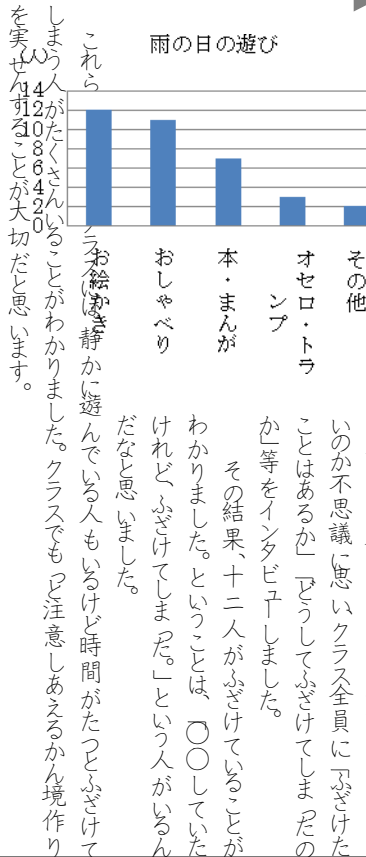 雨の日の遊び
14
12
10
8
6
4
2
0
お絵かき
おしゃべり
本・まんが
オセロ・トラ
ンプ
その他
いのか不思議に思い、クラス全員に「ふざけた
ことはあるか」「どうしてふざけてしまったの
か」等をインタビューしました。
その結果、十二人がふざけていることが
わかりました。ということは、「〇〇していた
けれど、ふざけてしまった。」という人がいるん
だなと思いました。
これら ラスには、静かに遊んでいる人もいるけど時間がたつとふざけて
しまう人がたくさんいることがわかりました。クラスでもっと注意しあえるかん境作り
を実せんすることが大切だと思います。